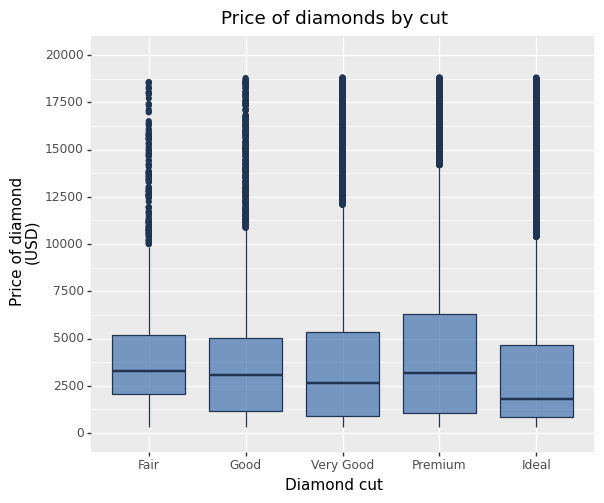 Price of diamonds by cut
20000
17500
15000
12500
10000
7500
5000
2500
0
Price of diamond
(USD)
Fair Good Very Good Premium Ideal
Diamond cut